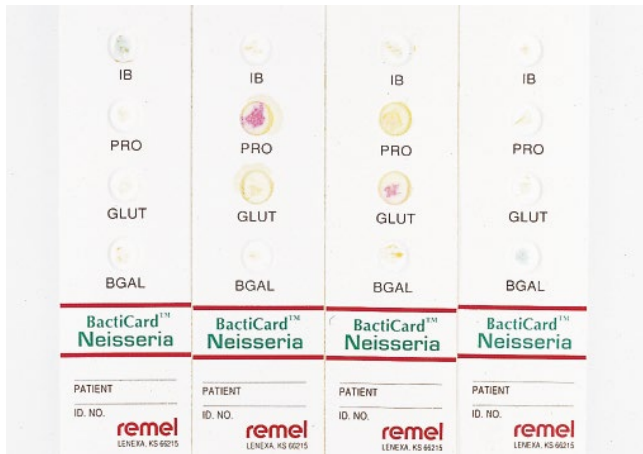 IB IB IB IB
PRO PRO PRO PRO
GLUT GLUT GLUT GLUT
BGAL BGAL BGAL BGAL
BactiCard™ BactiCard™ BactiCard™ BactiCard™
Neisseria Neisseria Neisseria Neisseria
PATIENT PATIENT PATIENT PATIENT
ID. NO. ID. NO. ID. NO. ID. NO.
remel remel remel remel
LENEXA, KS 66215 LENEXA, KS 66215 LENEXA, KS 66215 LENEXA, KS 66215